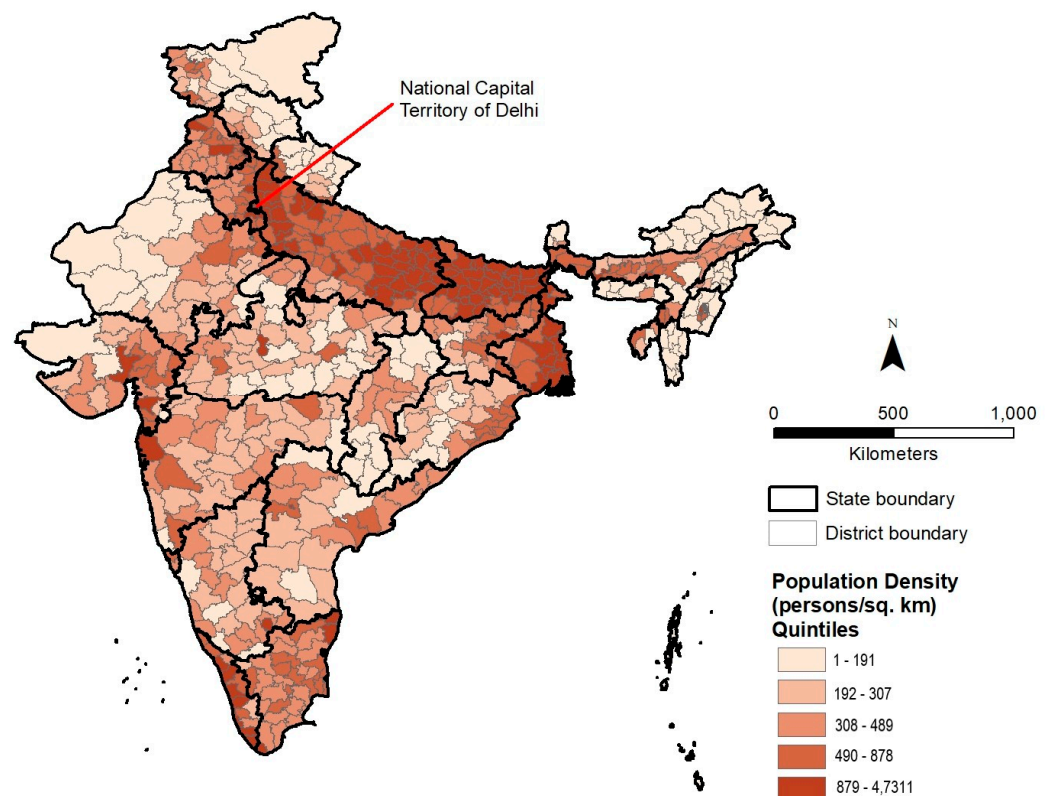 National Capital
Territory of Delhi
N
0 500 1,000
Kilometers
State boundary
District boundary
Population Density
(persons/sq. km)
Quintiles
1 - 191
192 - 307
308 - 489
490 - 878
879 - 4,7311